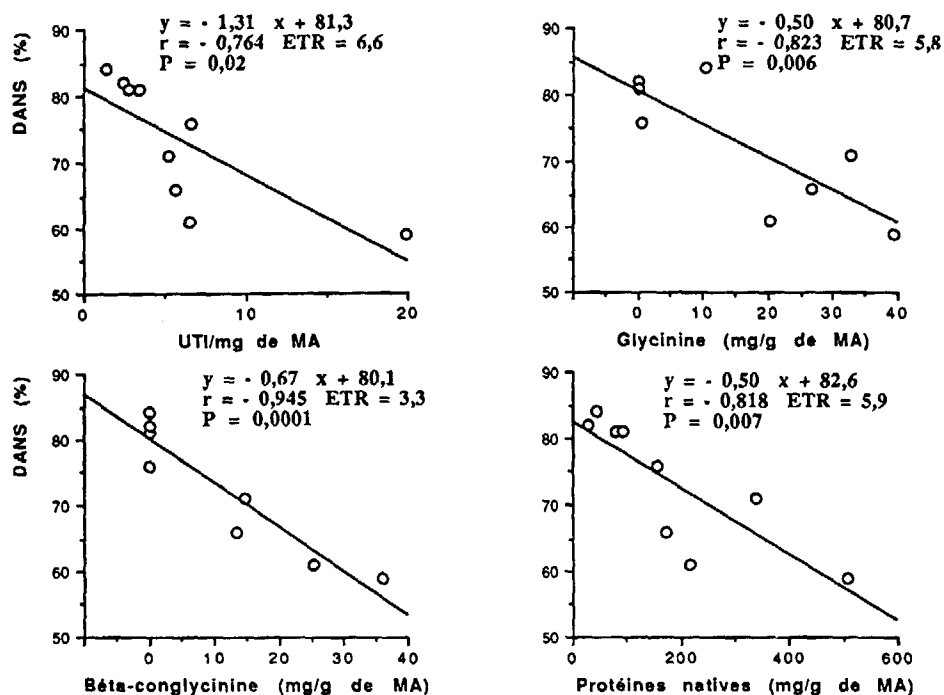 y = - 1,31 x + 81,3
r = - 0,764 ETR = 6,6
P = 0,02
DANS (%)
90
80
70
60
50
0
20
UTI/mg de MA
y = - 0,50 x + 80,7
r = - 0,823 ETR = 5,8
P = 0,006
90
80
70
60
50
0
10
20
30
40
Glycinine (mg/g de MA)
y = - 0,67 x + 80,1
r = - 0,945 ETR = 3,3
P = 0,0001
DANS (%)
90
80
70
60
50
0
10
20
30
40
Béta-conglycinine (mg/g de MA)
y = - 0,50 x + 82,6
r = - 0,818 ETR = 5,9
P = 0,007
90
80
70
60
50
0
200
400
600
Protéines natives (mg/g de MA)